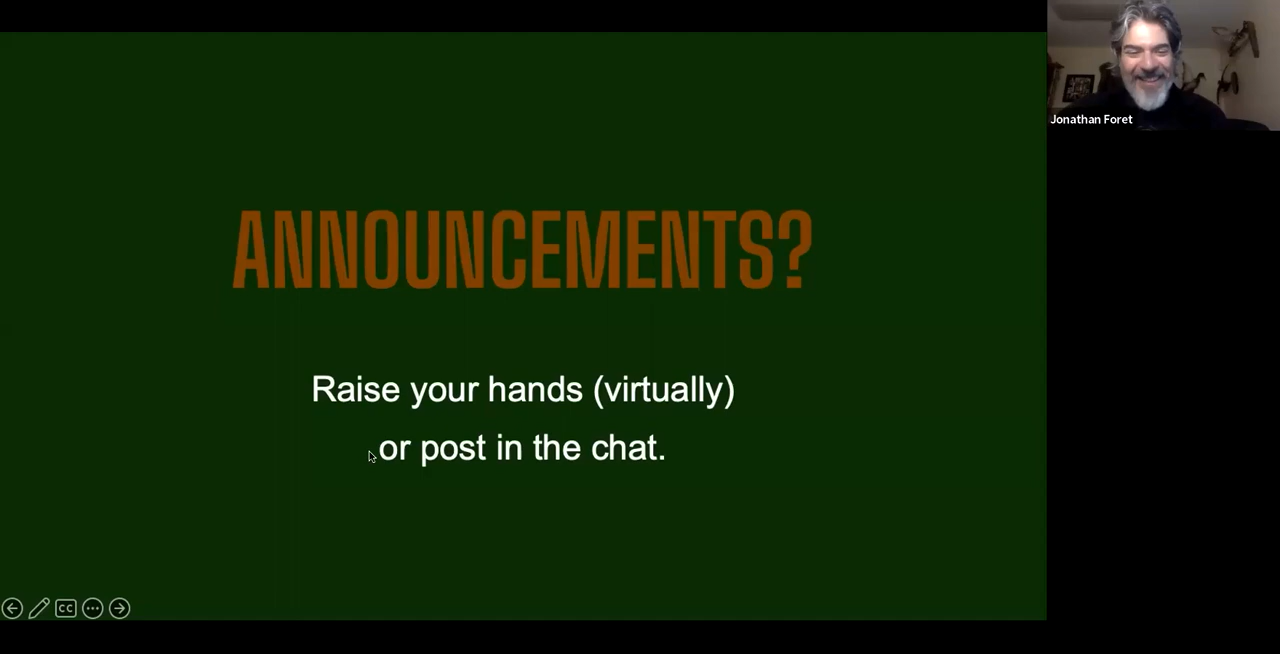 Jonathan Foret
ANNOUNCEMENTS?
Raise your hands (virtually)
or post in the chat.
CC